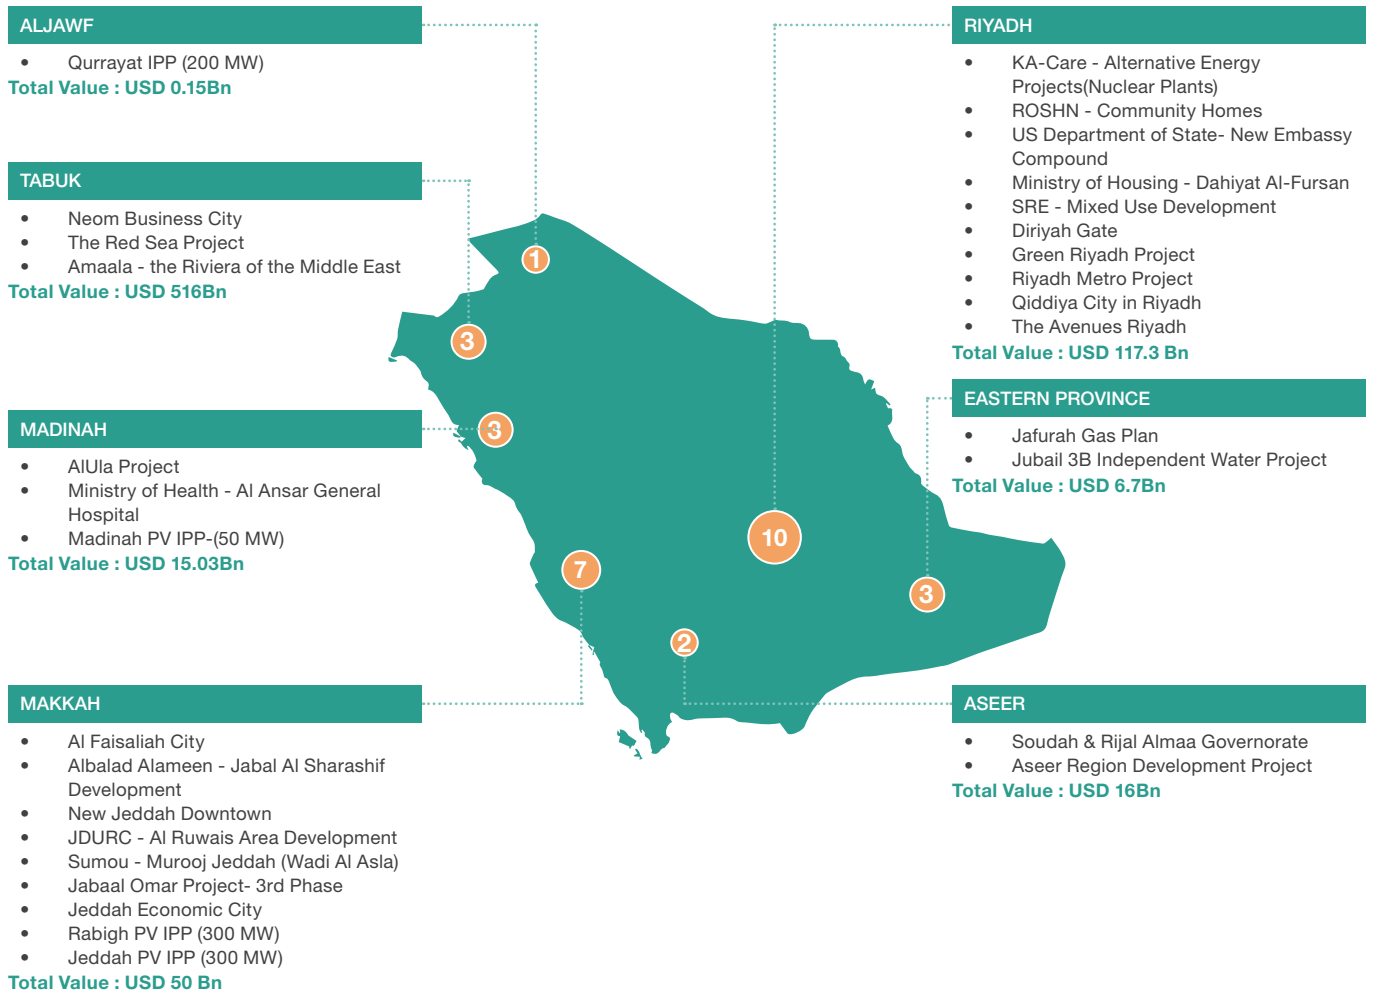 ALJAWF
• Qurrayat IPP (200 MW)
Total Value : USD 0.15Bn
TABUK
• Neom Business City
• The Red Sea Project
• Amaala - the Riviera of the Middle East
Total Value : USD 516Bn
MADINAH
• AlUla Project
• Ministry of Health - Al Ansar General
Hospital
• Madinah PV IPP-(50 MW)
Total Value : USD 15.03Bn
MAKKAH
• Al Faisaliah City
• Albalad Alameen - Jabal Al Sharashif
Development
• New Jeddah Downtown
• JDURC - Al Ruwais Area Development
• Sumou - Murooj Jeddah (Wadi Al Asla)
• Jabaal Omar Project- 3rd Phase
• Jeddah Economic City
• Rabigh PV IPP (300 MW)
• Jeddah PV IPP (300 MW)
Total Value : USD 50 Bn
1
3
3
10
7
3
2
RIYADH
• KA-Care - Alternative Energy
Projects(Nuclear Plants)
• ROSHN - Community Homes
• US Department of State- New Embassy
Compound
• Ministry of Housing - Dahiyat Al-Fursan
• SRE - Mixed Use Development
• Diriyah Gate
• Green Riyadh Project
• Riyadh Metro Project
• Qiddiya City in Riyadh
• The Avenues Riyadh
Total Value : USD 117.3 Bn
EASTERN PROVINCE
• Jafurah Gas Plan
• Jubail 3B Independent Water Project
Total Value : USD 6.7Bn
ASEER
• Soudah & Rijal Almaa Governorate
• Aseer Region Development Project
Total Value : USD 16Bn